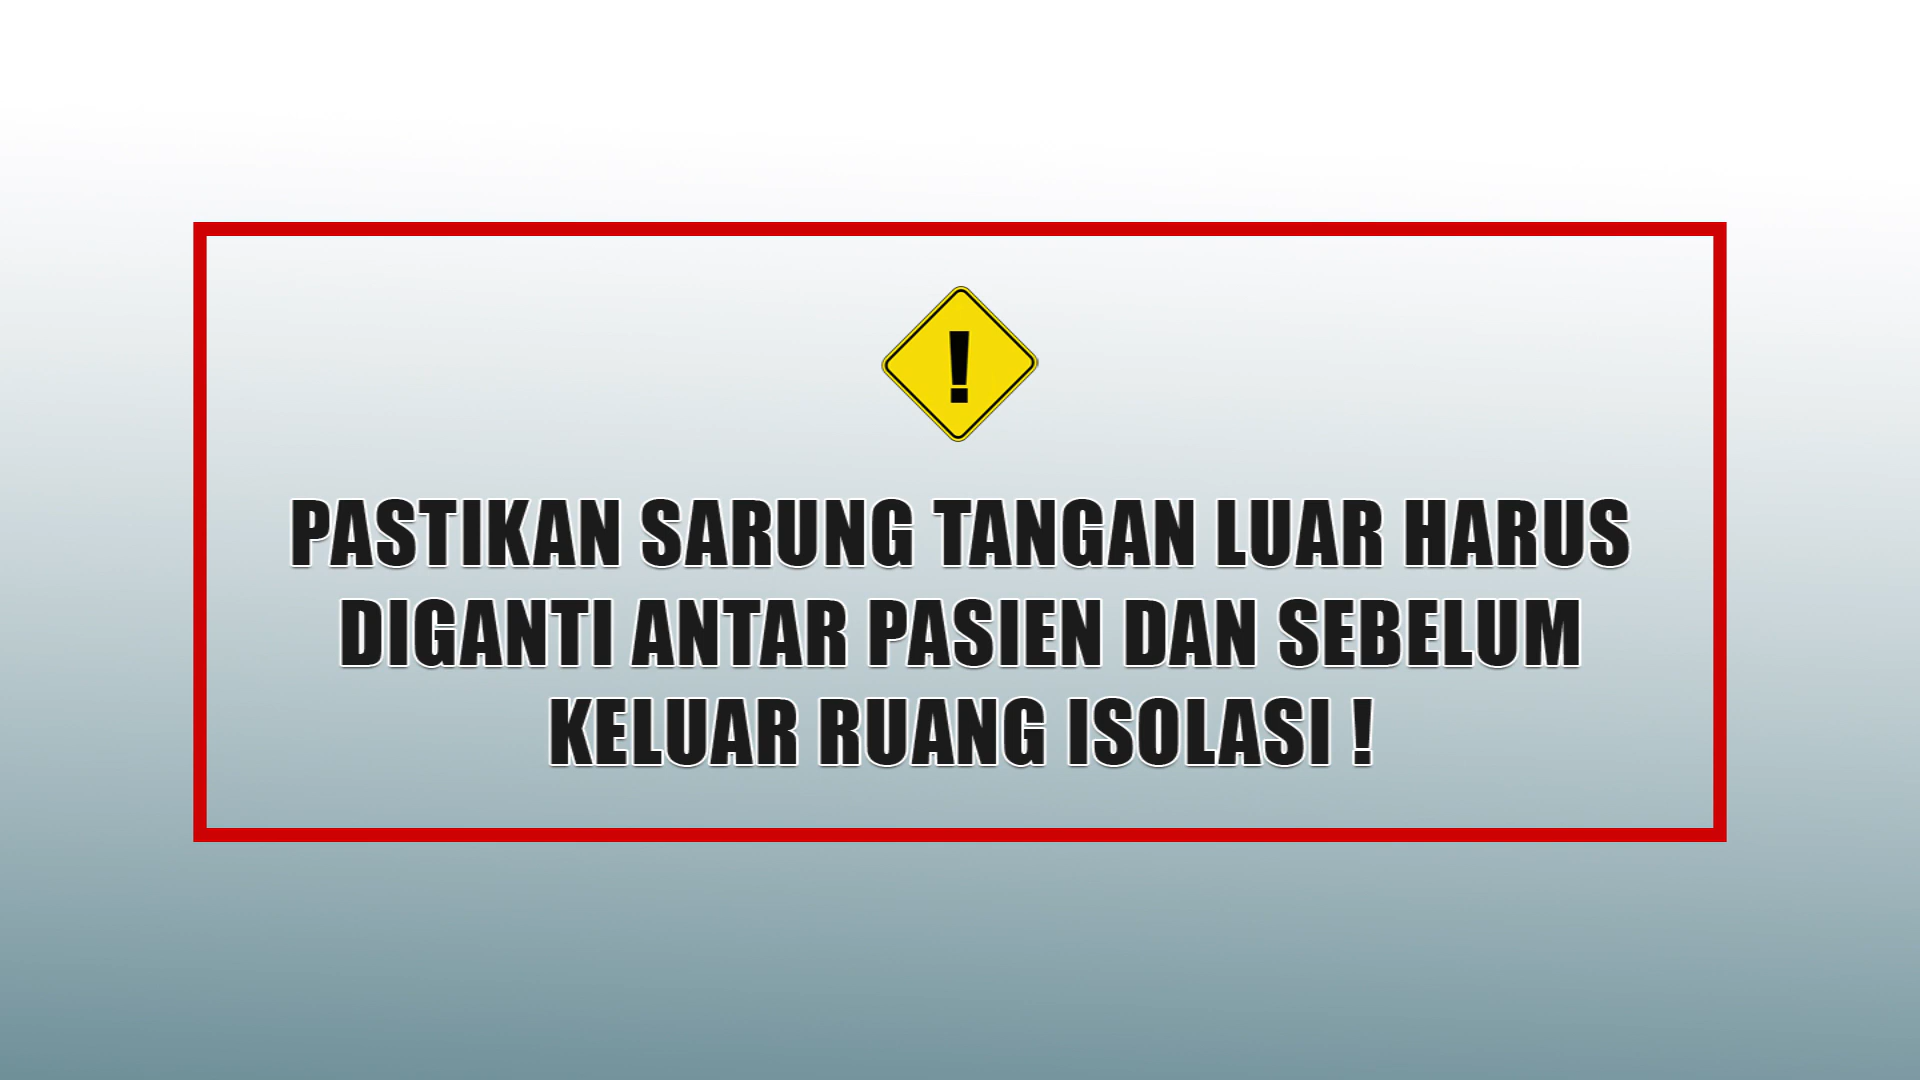 !
PASTIKAN SARUNG TANGAN LUAR HARUS
DIGANTI ANTAR PASIEN DAN SEBELUM
KELUAR RUANG ISOLASI !